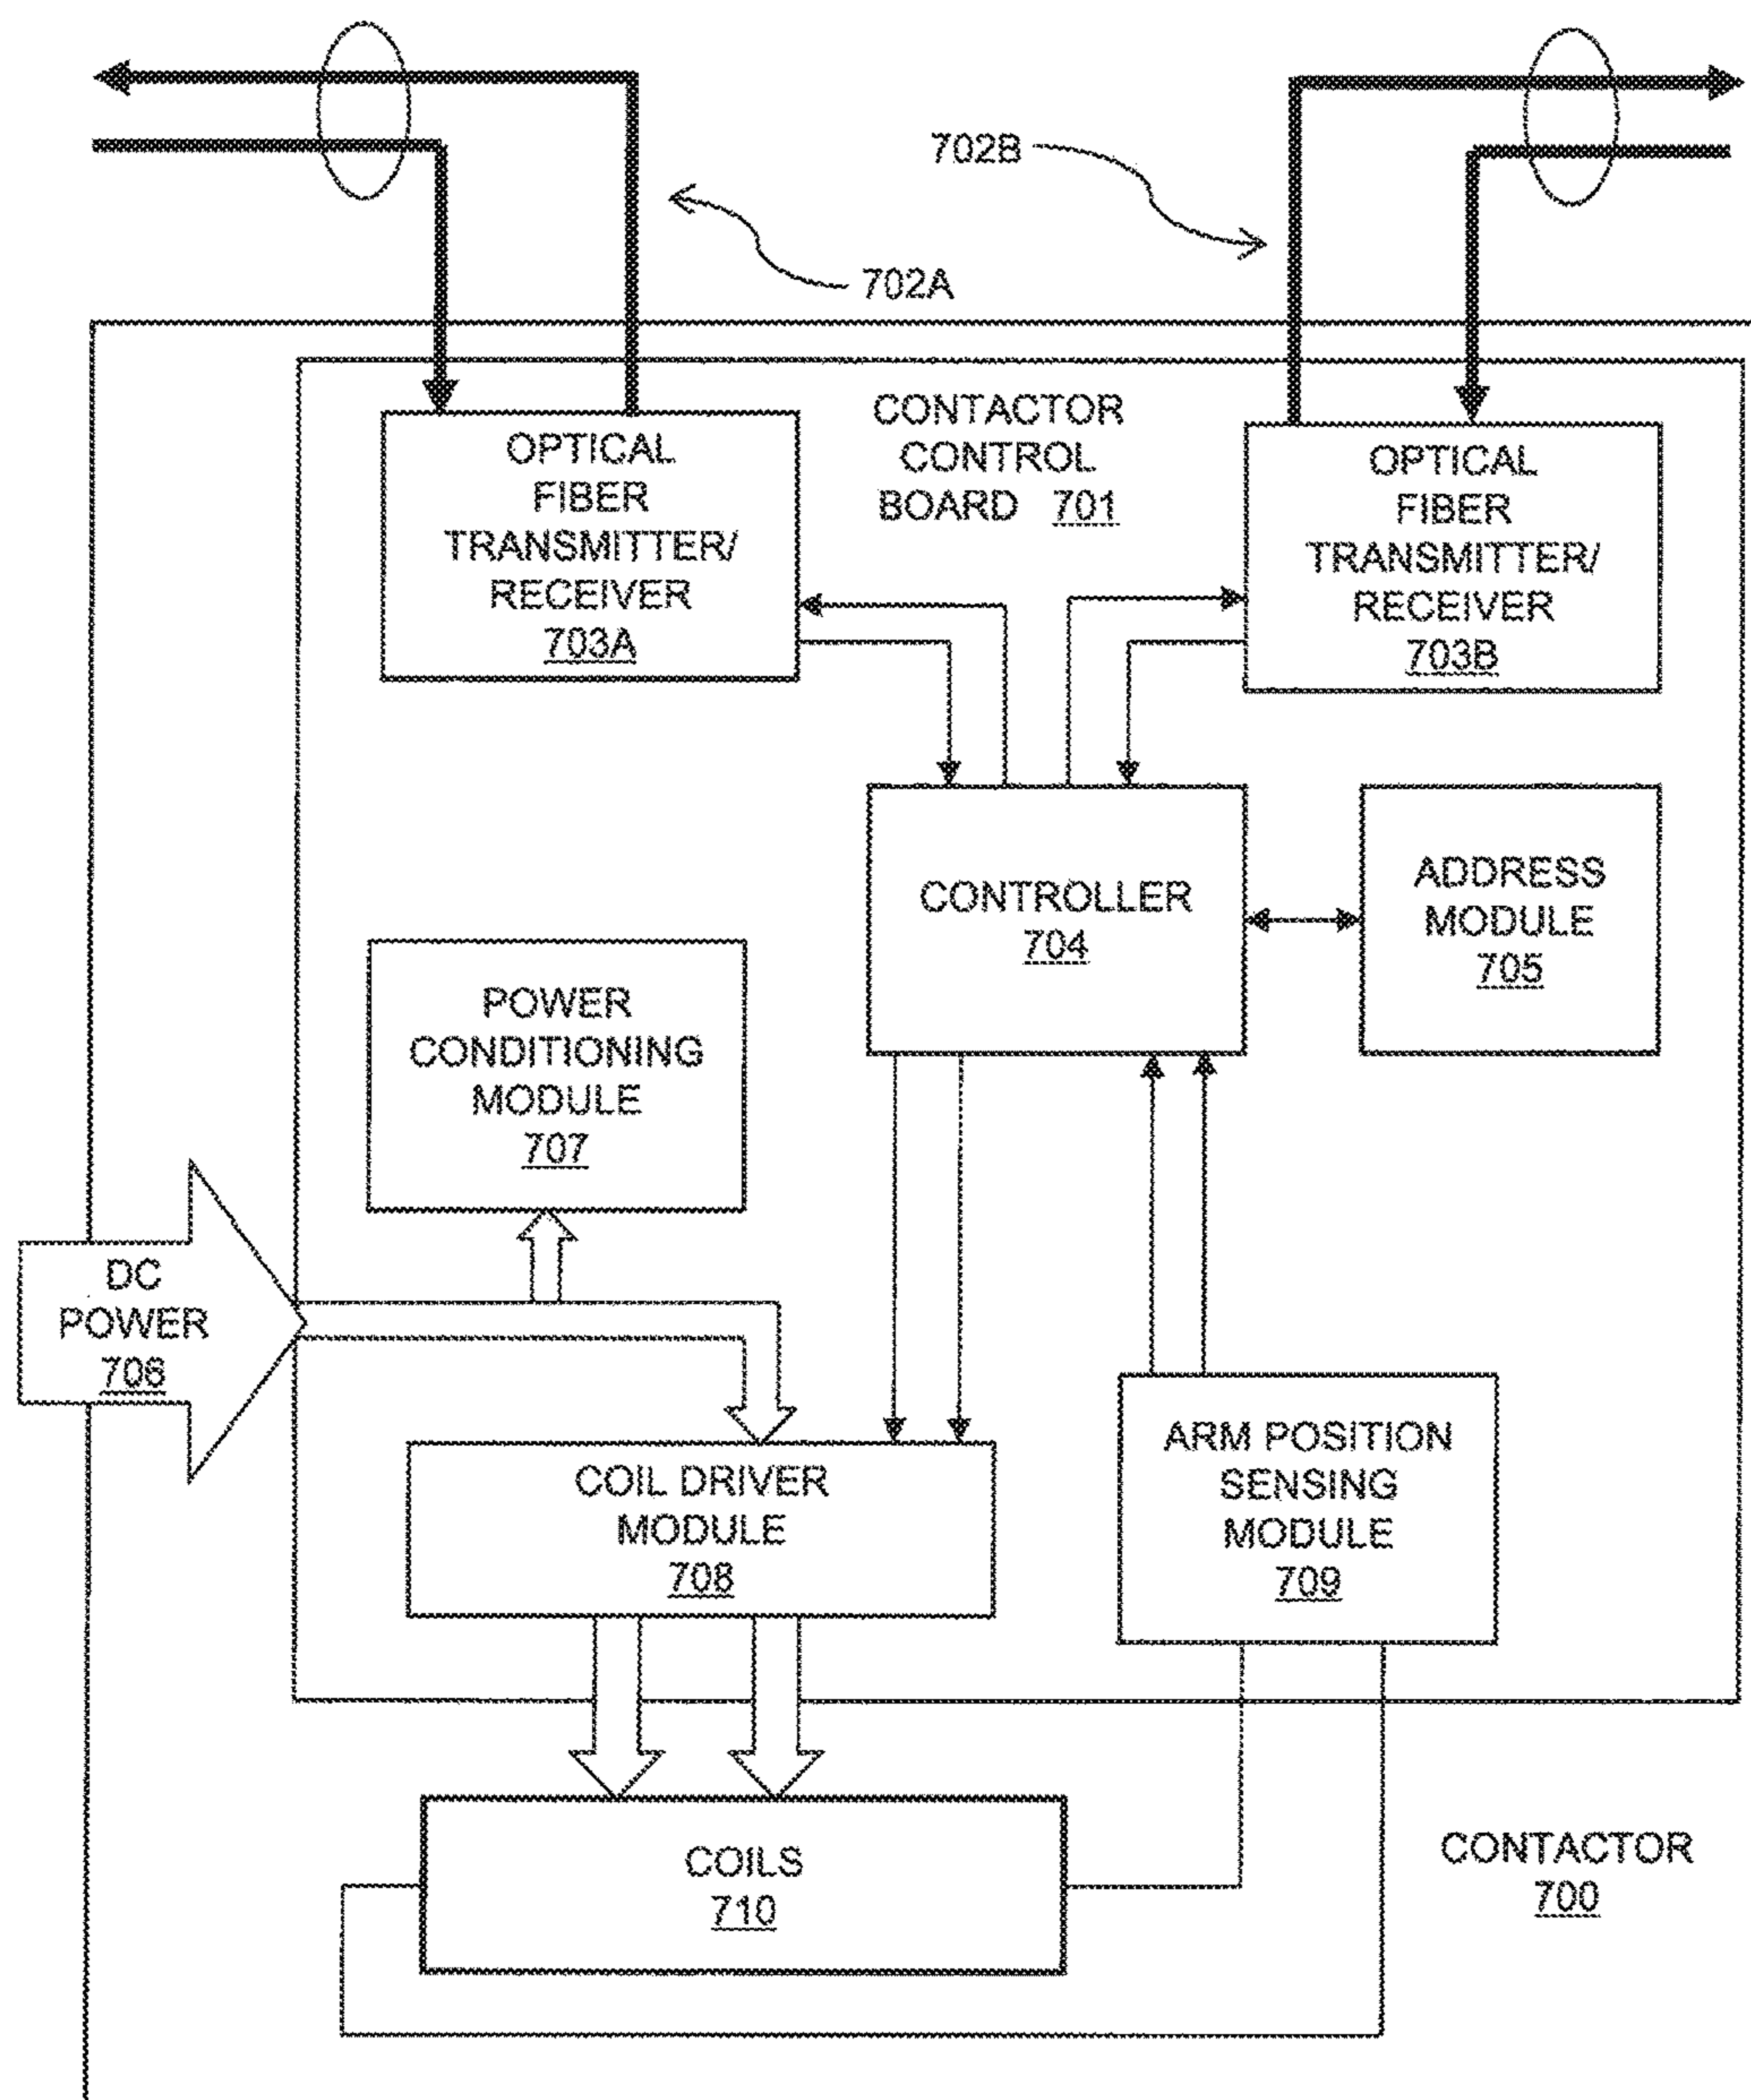 702B
702A
CONTACTOR
CONTROL
BOARD 701
OPTICAL
FIBER
TRANSMITTER/
RECEIVER
703A
OPTICAL
FIBER
TRANSMITTER/
RECEIVER
703B
CONTROLLER
704
ADDRESS
MODULE
705
POWER
CONDITIONING
MODULE
707
DC
POWER
706
COIL DRIVER
MODULE
708
ARM POSITION
SENSING
MODULE
709
COILS
710
CONTACTOR
700